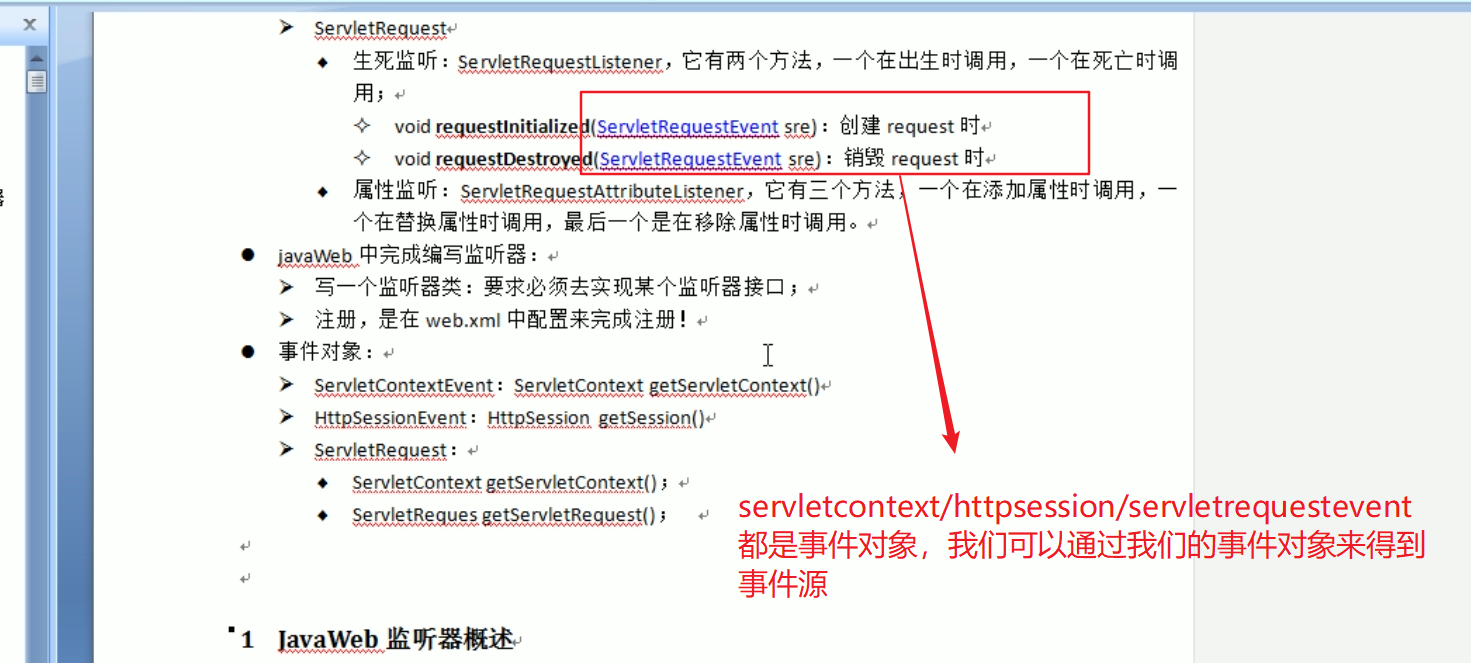 ServletRequest
生死监听：ServletRequestListener，它有两个方法，一个在出生时调用，一个在死亡时调
用；
void requestInitialized(ServletRequestEvent sre)：创建 request 时
void requestDestroyed(ServletRequestEvent sre)：销毁 request 时
属性监听：ServletRequestAttributeListener，它有三个方法，一个在添加属性时调用，一
个在替换属性时调用，最后一个是在移除属性时调用。
javaWeb 中完成编写监听器：
写一个监听器类：要求必须去实现某个监听器接口；
注册，是在 web.xml 中配置来完成注册！
事件对象：
ServletContextEvent：ServletContext getServletContext()
HttpSessionEvent：HttpSession getSession()
ServletRequest：
ServletContext getServletContext()；
ServletReques getServletRequest()；
servletcontext/httpsession/servletrequestevent
都是事件对象，我们可以通过我们的事件对象来得到
事件源
1 JavaWeb 监听器概述